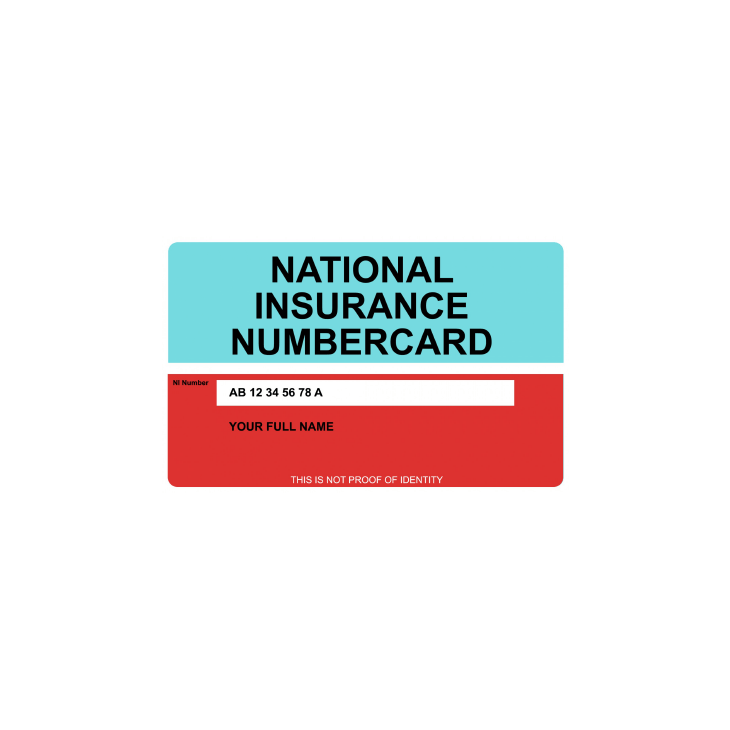 NATIONAL
INSURANCE
NUMBERCARD
NI Number
AB 12 34 56 78 A
YOUR FULL NAME
THIS IS NOT PROOF OF IDENTITY